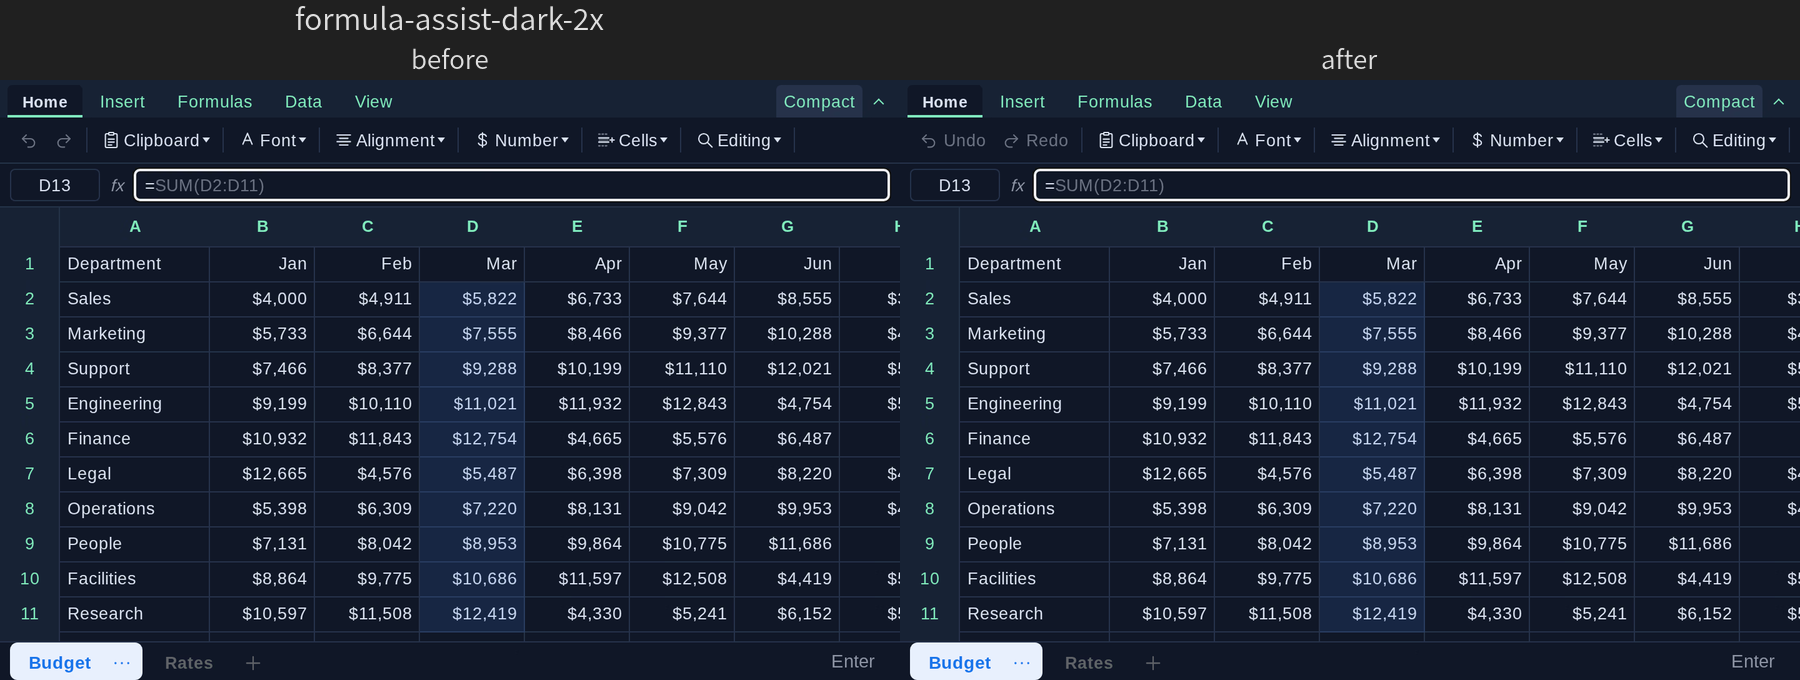 formula-assist-dark-2x
before after
Home Insert Formulas Data View Compact Home Insert Formulas Data View Compact
Clipboard Font Alignment Number Cells Editing Undo Redo Clipboard Font Alignment Number Cells Editing
D13 fx =SUM(D2:D11) D13 fx =SUM(D2:D11)
A B C D E F G A B C D E F G
1 Department Jan Feb Mar Apr May Jun 1 Department Jan Feb Mar Apr May Jun
2 Sales $4,000 $4,911 $5,822 $6,733 $7,644 $8,555 2 Sales $4,000 $4,911 $5,822 $6,733 $7,644 $8,555
3 Marketing $5,733 $6,644 $7,555 $8,466 $9,377 $10,288 3 Marketing $5,733 $6,644 $7,555 $8,466 $9,377 $10,288
4 Support $7,466 $8,377 $9,288 $10,199 $11,110 $12,021 4 Support $7,466 $8,377 $9,288 $10,199 $11,110 $12,021
5 Engineering $9,199 $10,110 $11,021 $11,932 $12,843 $4,754 5 Engineering $9,199 $10,110 $11,021 $11,932 $12,843 $4,754
6 Finance $10,932 $11,843 $12,754 $4,665 $5,576 $6,487 6 Finance $10,932 $11,843 $12,754 $4,665 $5,576 $6,487
7 Legal $12,665 $4,576 $5,487 $6,398 $7,309 $8,220 7 Legal $12,665 $4,576 $5,487 $6,398 $7,309 $8,220
8 Operations $5,398 $6,309 $7,220 $8,131 $9,042 $9,953 8 Operations $5,398 $6,309 $7,220 $8,131 $9,042 $9,953
9 People $7,131 $8,042 $8,953 $9,864 $10,775 $11,686 9 People $7,131 $8,042 $8,953 $9,864 $10,775 $11,686
10 Facilities $8,864 $9,775 $10,686 $11,597 $12,508 $4,419 10 Facilities $8,864 $9,775 $10,686 $11,597 $12,508 $4,419
11 Research $10,597 $11,508 $12,419 $4,330 $5,241 $6,152 11 Research $10,597 $11,508 $12,419 $4,330 $5,241 $6,152
Budget ··· Rates + Enter Budget ··· Rates + Enter